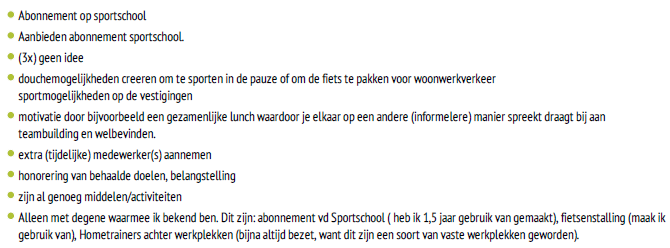 • Abonnement op sportschool
• Aanbieden abonnement sportschool.
• (3x) geen idee
• douchemogelijkheden creeren om te sporten in de pauze of om de fiets te pakken voor woonwerkverkeer
sportmogelijkheden op de vestigingen
• motivatie door bijvoorbeeld een gezamenlijke lunch waardoor je elkaar op een andere (informelere) manier spreekt draagt bij aan
teambuilding en welbevinden.
• extra (tijdelijke) medewerker(s) aannemen
• honorering van behaalde doelen, belangstelling
• zijn al genoeg middelen/activiteiten
• Alleen met degene waarmee ik bekend ben. Dit zijn: abonnement vd Sportschool ( heb ik 1,5 jaar gebruik van gemaakt), fietsenstalling (maak ik
gebruik van), Hometrainers achter werkplekken (bijna altijd bezet, want dit zijn een soort van vaste werkplekken geworden).